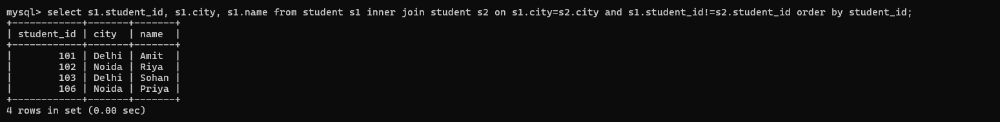 mysql> select s1.student_id, s1.city, s1.name from student s1 inner join student s2 on s1.city=s2.city and s1.student_id!=s2.student_id order by student_id;
+------------+-------+-------+
| student_id | city  | name  |
+------------+-------+-------+
|        101 | Delhi | Amit  |
|        102 | Noida | Riya  |
|        103 | Delhi | Sohan |
|        106 | Noida | Priya |
+------------+-------+-------+
4 rows in set (0.00 sec)